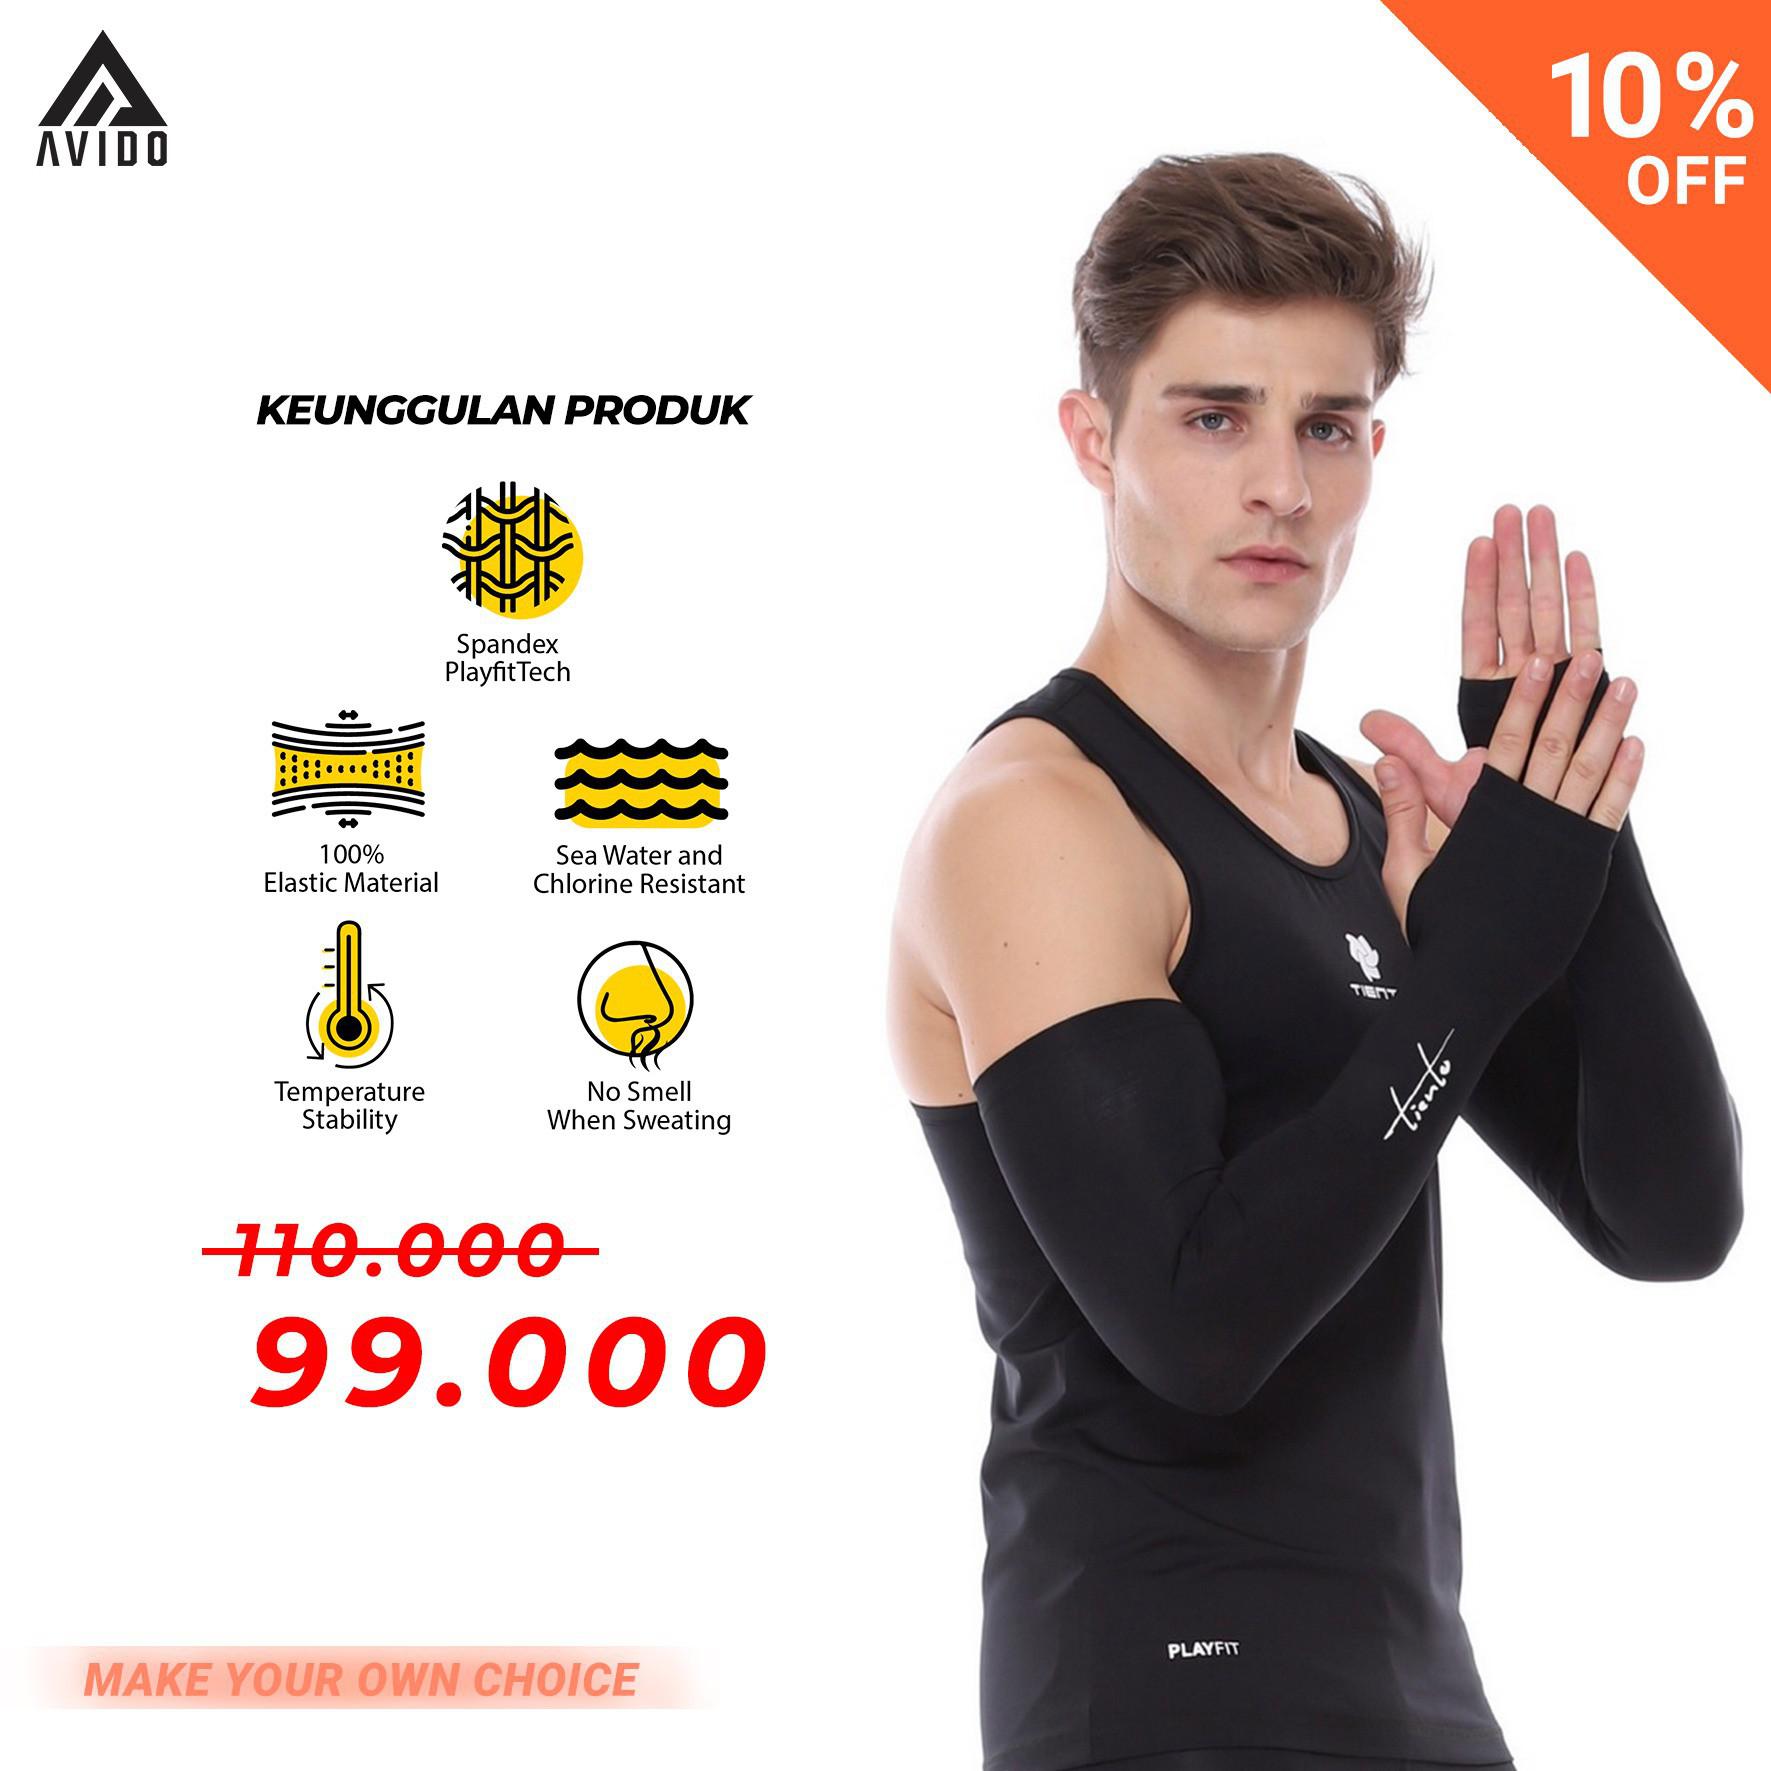 AVIDO
10%
OFF
KEUNGGULAN PRODUK
Spandex
PlayfitTech
100%
Elastic Material
Sea Water and
Chlorine Resistant
Temperature
Stability
No Smell
When Sweating
110.000
99.000
MAKE YOUR OWN CHOICE
TIENT
tiento
PLAYFIT